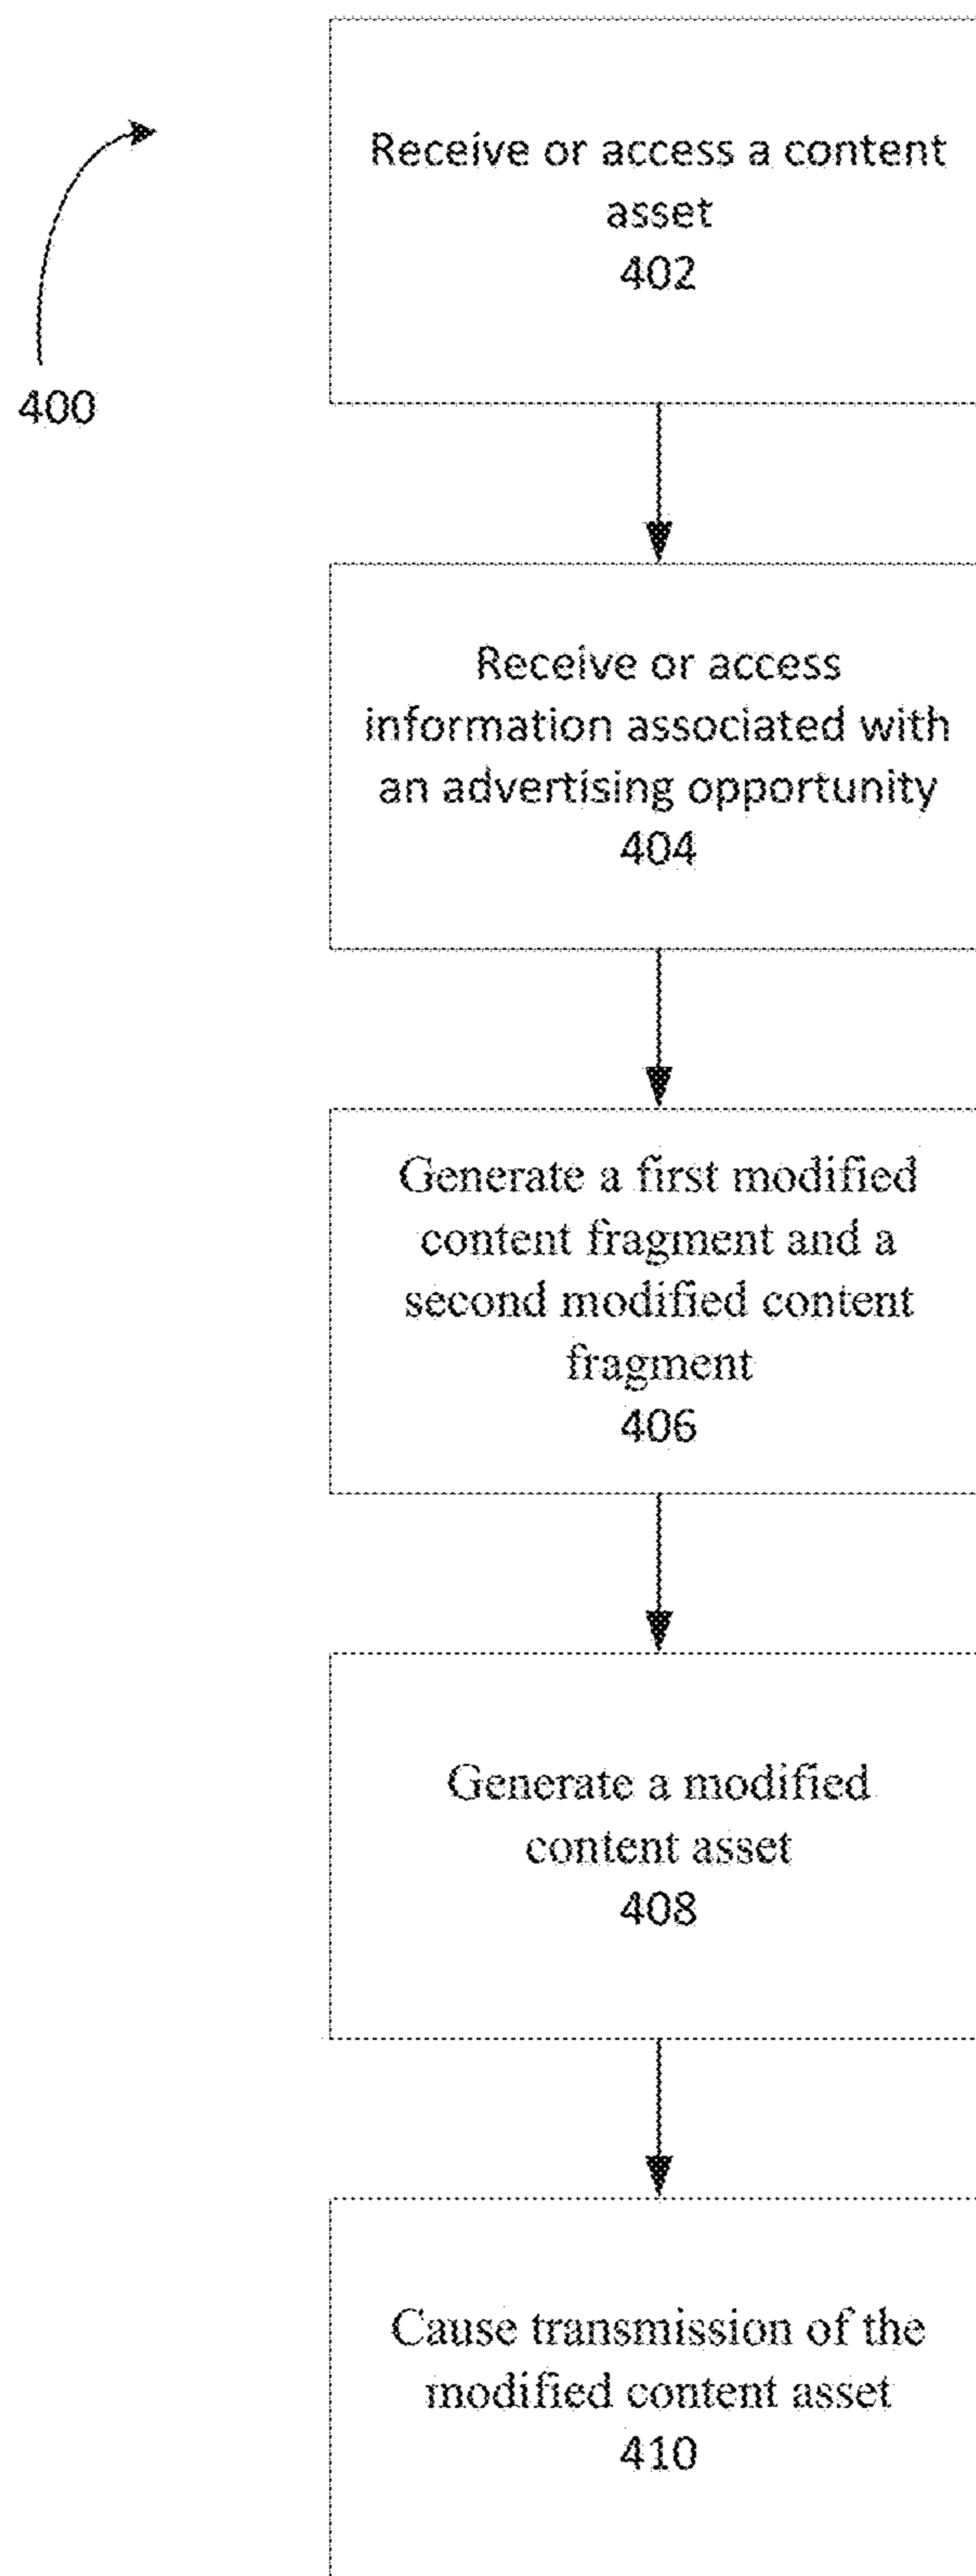 Receive or access a content
asset
402
400
Receive or access
information associated with
an advertising opportunity
404
Generate a first modified
content fragment and a
second modified content
fragment
406
Generate a modified
content asset
408
Cause transmission of the
modified content asset
410